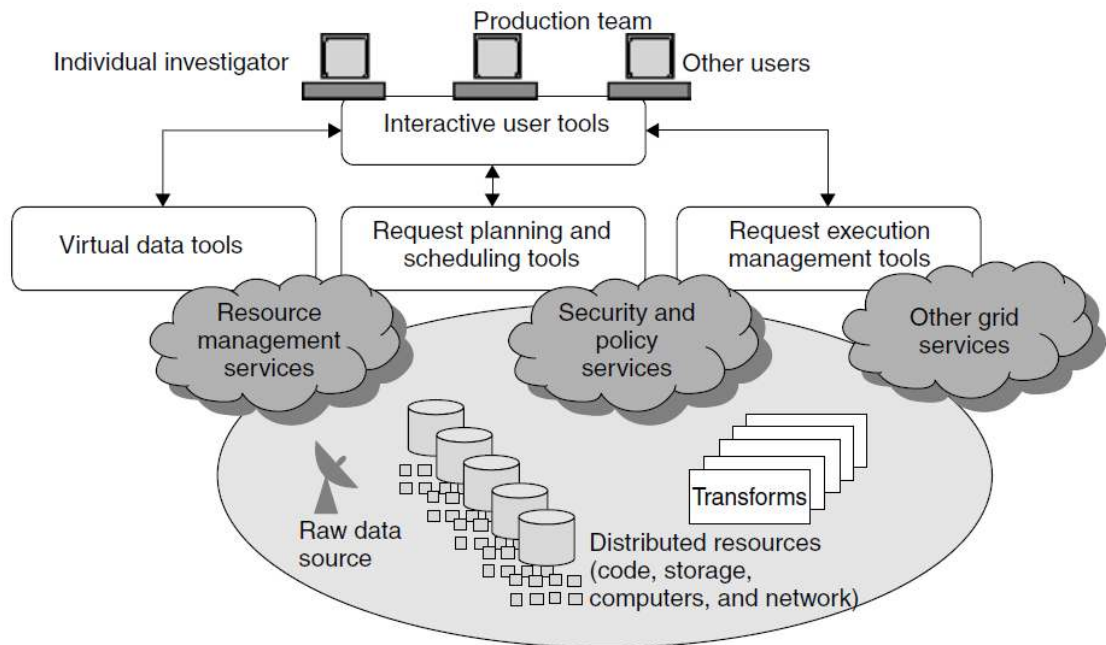 Production team
Individual investigator
Other users
Interactive user tools
Virtual data tools
Request planning and
scheduling tools
Request execution
management tools
Resource
management
services
Security and
policy
services
Other grid
services
Transforms
Raw data
source
Distributed resources
(code, storage,
computers, and network)